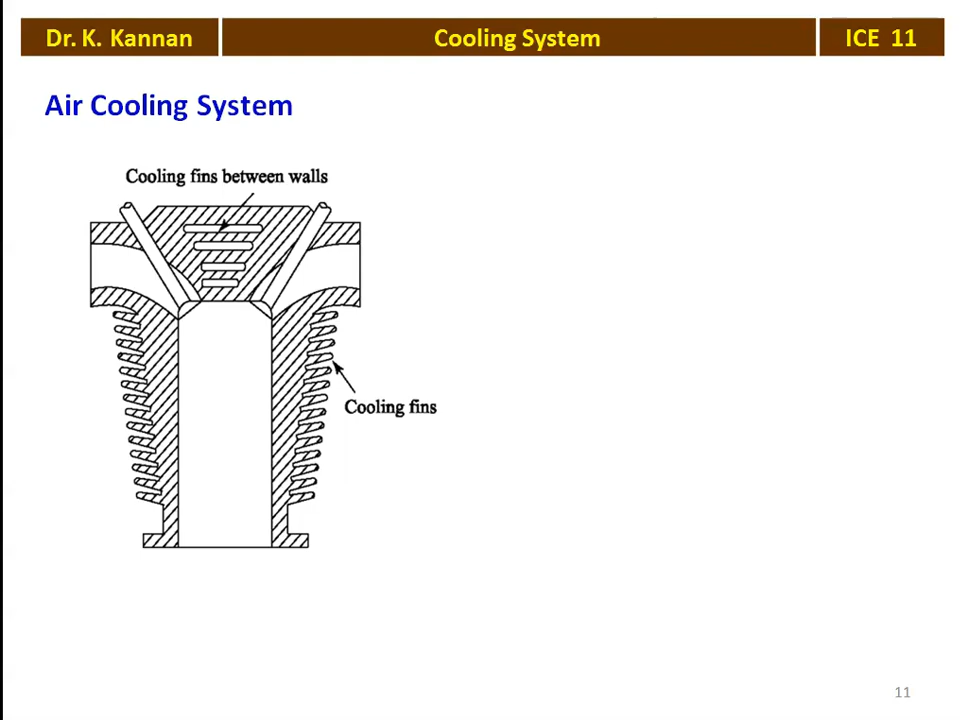 Dr. K. Kannan
Cooling System
ICE 11
Air Cooling System
Cooling fins between walls
Cooling fins
11